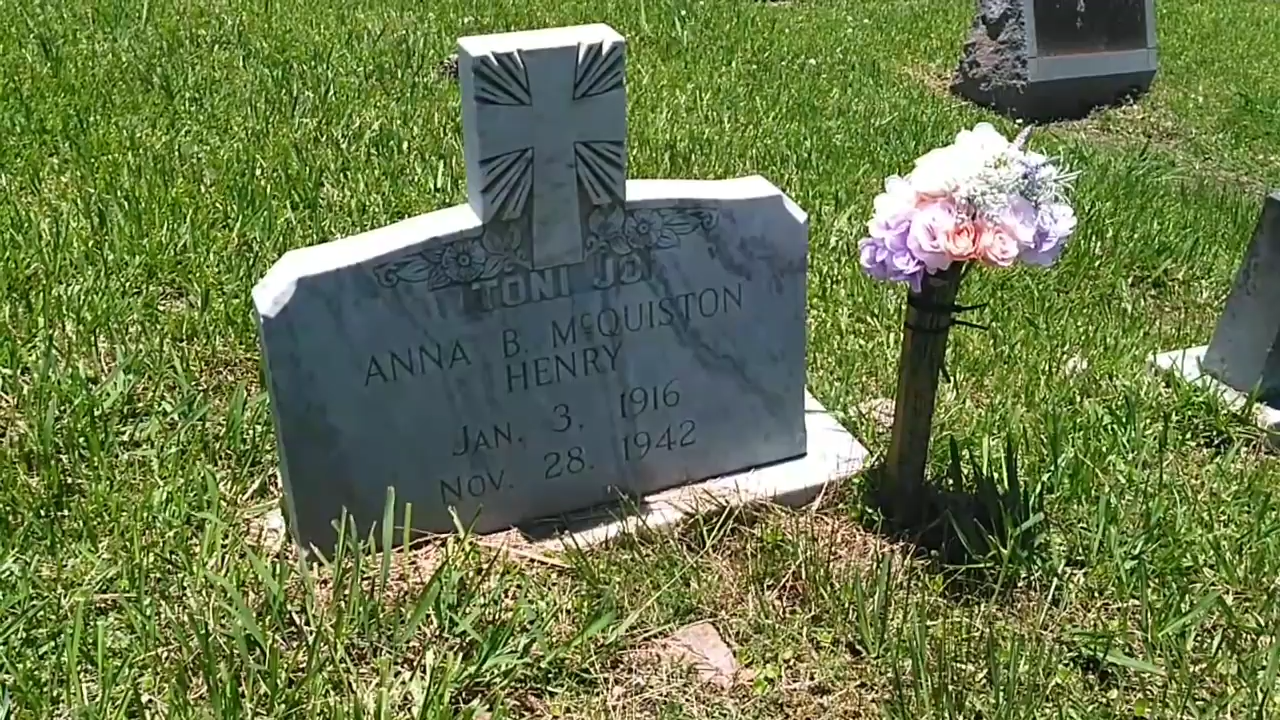 TONI JO
ANNA B. McQUISTON
HENRY
JAN. 3. 1916
NOV. 28. 1942